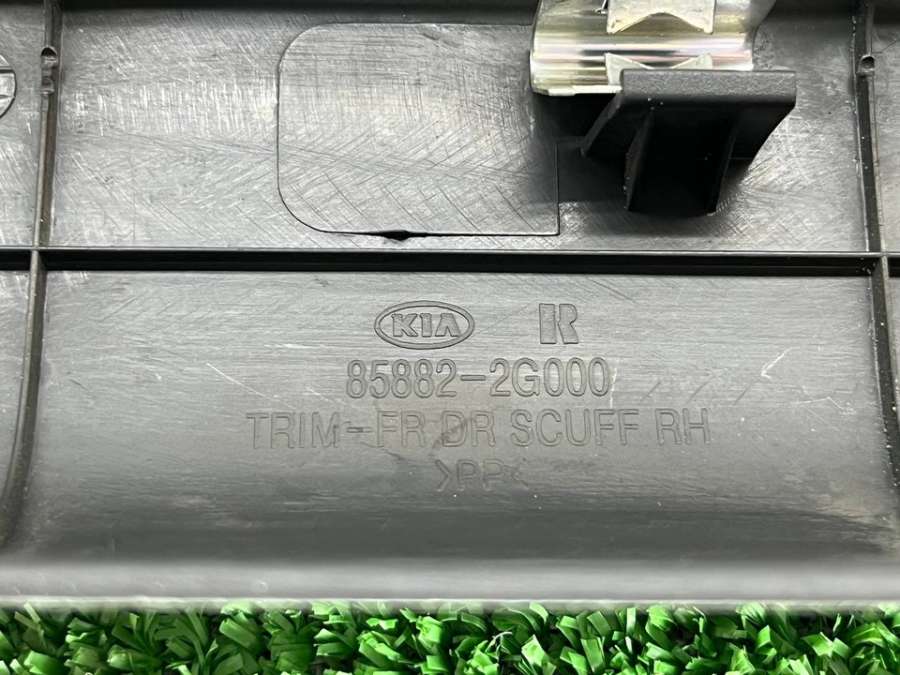 KIA R
85882-2G000
TRIM-FR DR SCUFF RH
>PP<